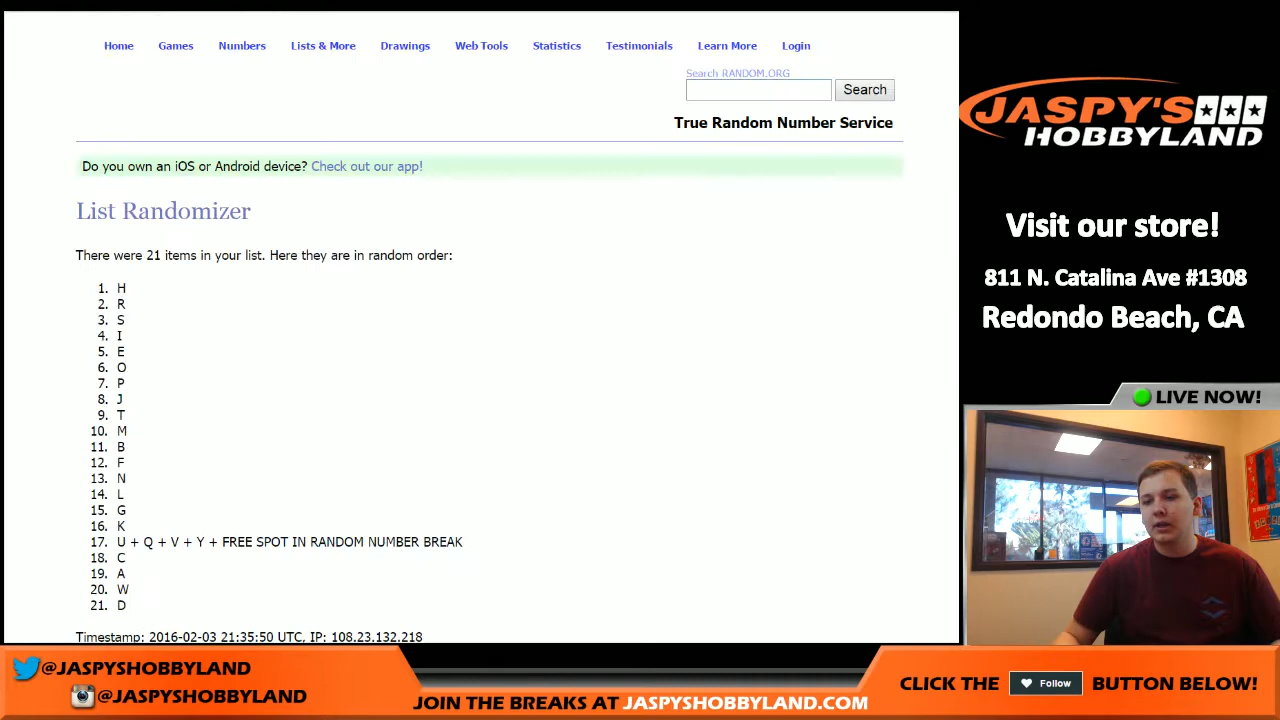 Home Games Numbers Lists & More Drawings Web Tools Statistics Testimonials Learn More Login
Search RANDOM.ORG
Search
True Random Number Service
Do you own an iOS or Android device? Check out our app!
List Randomizer
There were 21 items in your list. Here they are in random order:
1. H
2. R
3. S
4. I
5. E
6. O
7. P
8. J
9. T
10. M
11. B
12. F
13. N
14. L
15. G
16. K
17. U + Q + V + Y + FREE SPOT IN RANDOM NUMBER BREAK
18. C
19. A
20. W
21. D
Timestamp: 2016-02-03 21:35:50 UTC, IP: 108.23.132.218
JASPY'S
HOBBYLAND
Visit our store!
811 N. Catalina Ave #1308
Redondo Beach, CA
LIVE NOW!
@JASPYSHOBBYLAND
@JASPYSHOBBYLAND
JOIN THE BREAKS AT JASPYSHOBBYLAND.COM
CLICK THE Follow BUTTON BELOW!